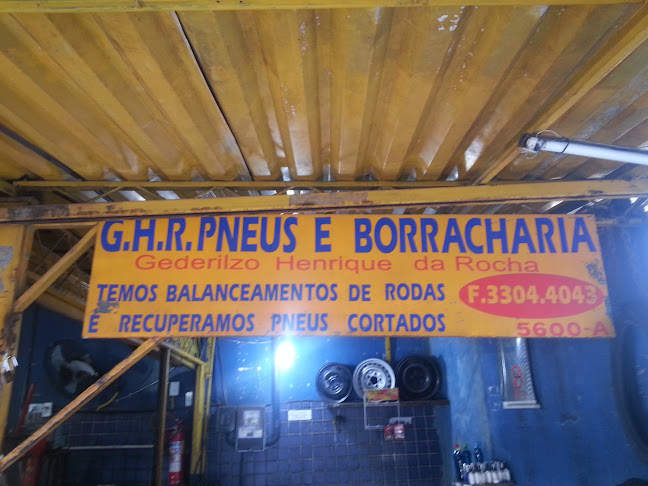 G.H.R. PNEUS E BORRACHARIA
Gederilzo Henrique da Rocha
TEMOS BALANCEAMENTOS DE RODAS
E RECUPERAMOS PNEUS CORTADOS
F.3304.4043
5600-A